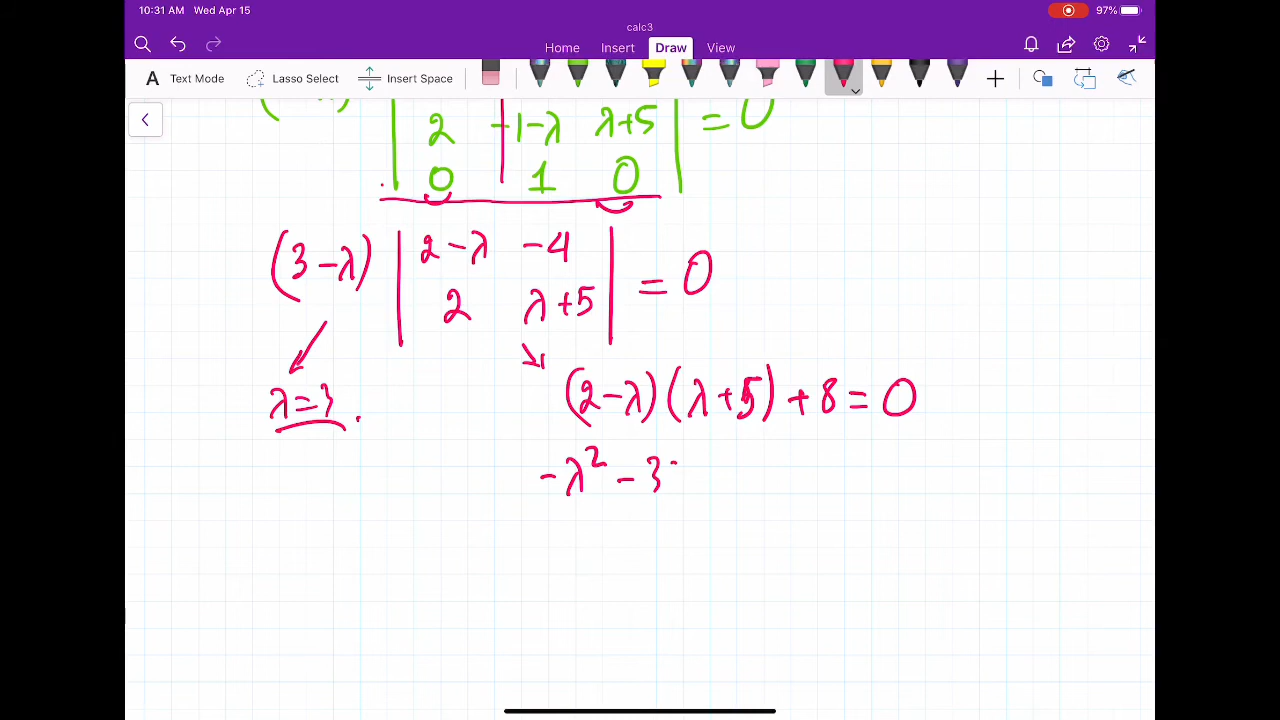 10:31 AM Wed Apr 15
97%
calc3
Home Insert Draw View
Text Mode Lasso Select Insert Space
2 -1-λ λ+5 = 0
0 1 0
(3-λ) | 2-λ -4 | = 0
2 λ+5
λ=3.
(2-λ)(λ+5)+8=0
-λ² - 3